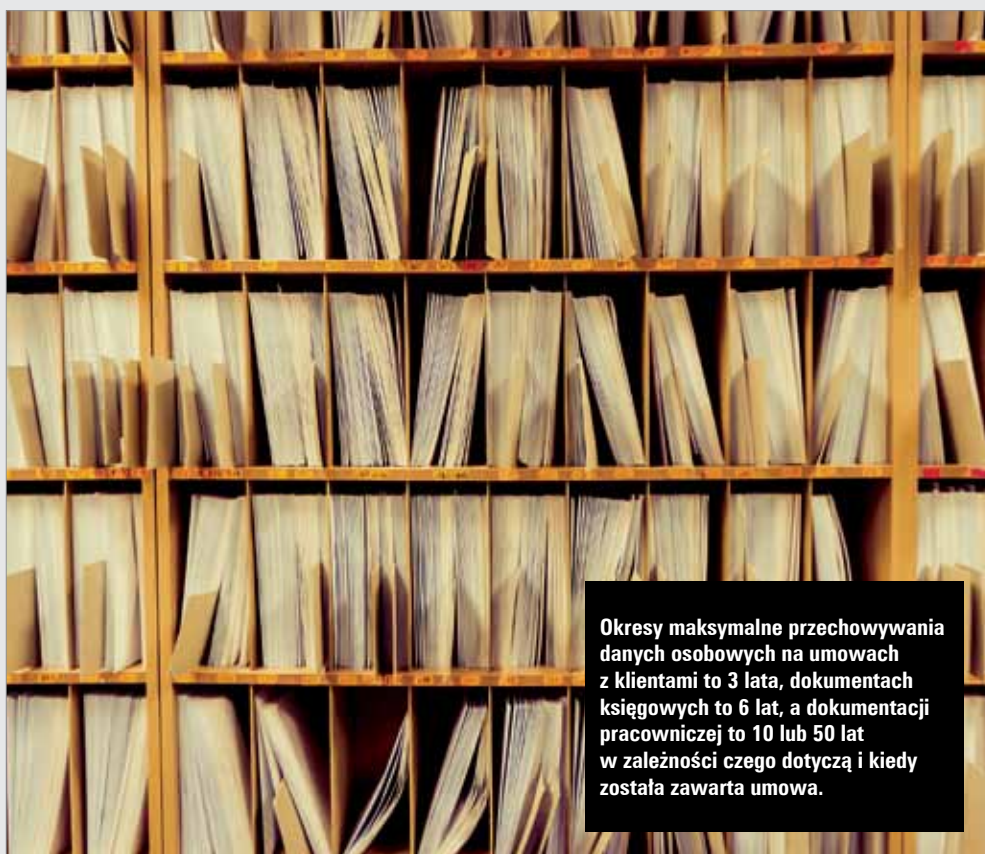 Okresy maksymalne przechowywania
danych osobowych na umowach
z klientami to 3 lata, dokumentach
księgowych to 6 lat, a dokumentacji
pracowniczej to 10 lub 50 lat
w zależności czego dotyczą i kiedy
została zawarta umowa.